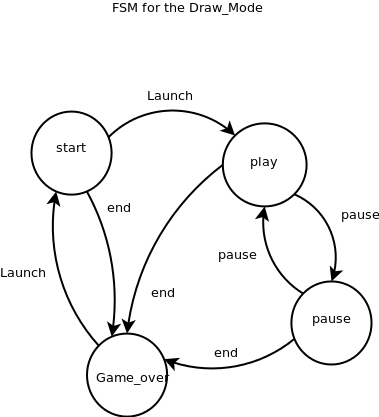 FSM for the Draw_Mode
Launch
start
play
end
pause
pause
Launch
end
pause
end
Game_over